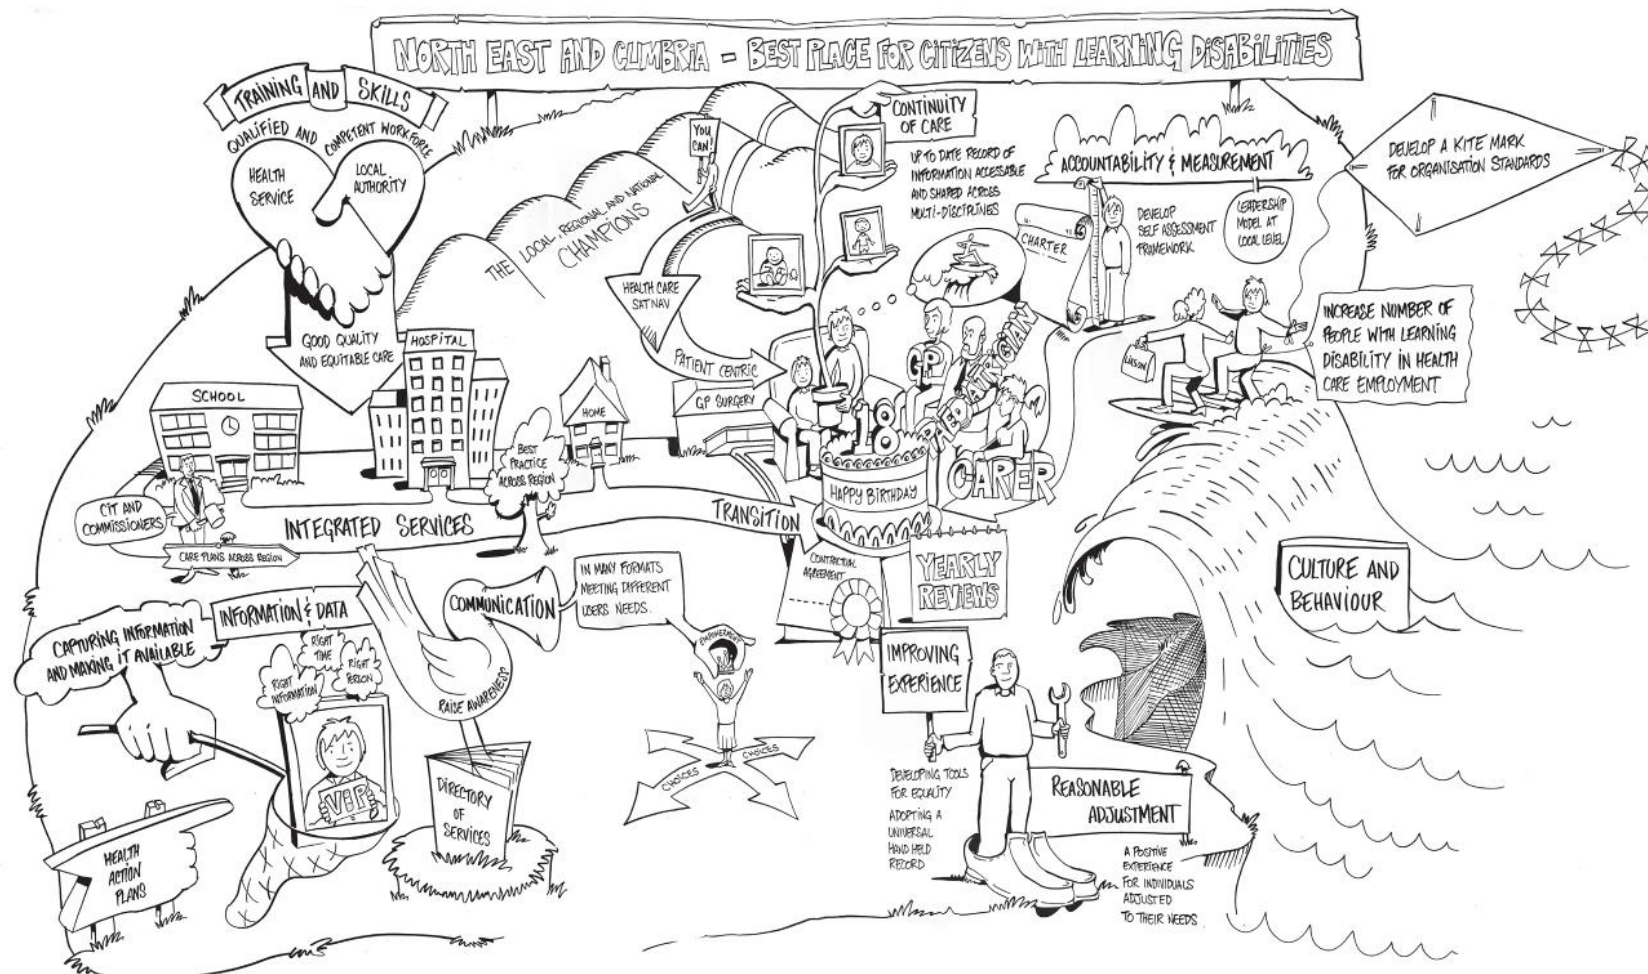 NORTH EAST AND CUMBRIA - BEST PLACE FOR CITIZENS WITH LEARNING DISABILITIES
TRAINING AND SKILLS
QUALIFIED AND COMPETENT WORKFORCE
HEALTH
SERVICE
LOCAL
AUTHORITY
GOOD QUALITY
AND EQUITABLE CARE
THE LOCAL, REGIONAL AND NATIONAL
CHAMPIONS
YOU
CAN!
CONTINUITY
OF CARE
UP TO DATE RECORD OF
INFORMATION ACCESSABLE
AND SHARED ACROSS
MULTI-DISCIPLINES
ACCOUNTABILITY & MEASUREMENT
CHARTER
DEVELOP
SELF ASSESSMENT
FRAMEWORK
LEADERSHIP
MODEL AT
LOCAL LEVEL
DEVELOP A KITE MARK
FOR ORGANISATION STANDARDS
INCREASE NUMBER OF
PEOPLE WITH LEARNING
DISABILITY IN HEALTH
CARE EMPLOYMENT
LIAISON
HEALTH CARE
SAT NAV
PATIENT CENTRIC
GP SURGERY
SCHOOL
HOSPITAL
HOME
BEST
PRACTICE
ACROSS REGION
CIT AND
COMMISSIONERS
CARE PLANS ACROSS REGION
INTEGRATED SERVICES
TRANSITION
GP
PAEDIATRICIAN
CARER
18
HAPPY BIRTHDAY
CONTRACTUAL
AGREEMENT
YEARLY
REVIEWS
CULTURE AND
BEHAVIOUR
INFORMATION & DATA
CAPTURING INFORMATION
AND MAKING IT AVAILABLE
RIGHT
INFORMATION
RIGHT
TIME
RIGHT
PERSON
VIP
HEALTH
ACTION
PLANS
COMMUNICATION
IN MANY FORMATS
MEETING DIFFERENT
USERS NEEDS.
RAISE AWARENESS
DIRECTORY
OF
SERVICES
EMPOWERMENT
CHOICES
CHOICES
IMPROVING
EXPERIENCE
DEVELOPING TOOLS
FOR EQUALITY
ADOPTING A
UNIVERSAL
HAND HELD
RECORD
REASONABLE
ADJUSTMENT
A POSITIVE
EXPERIENCE
FOR INDIVIDUALS
ADJUSTED
TO THEIR NEEDS